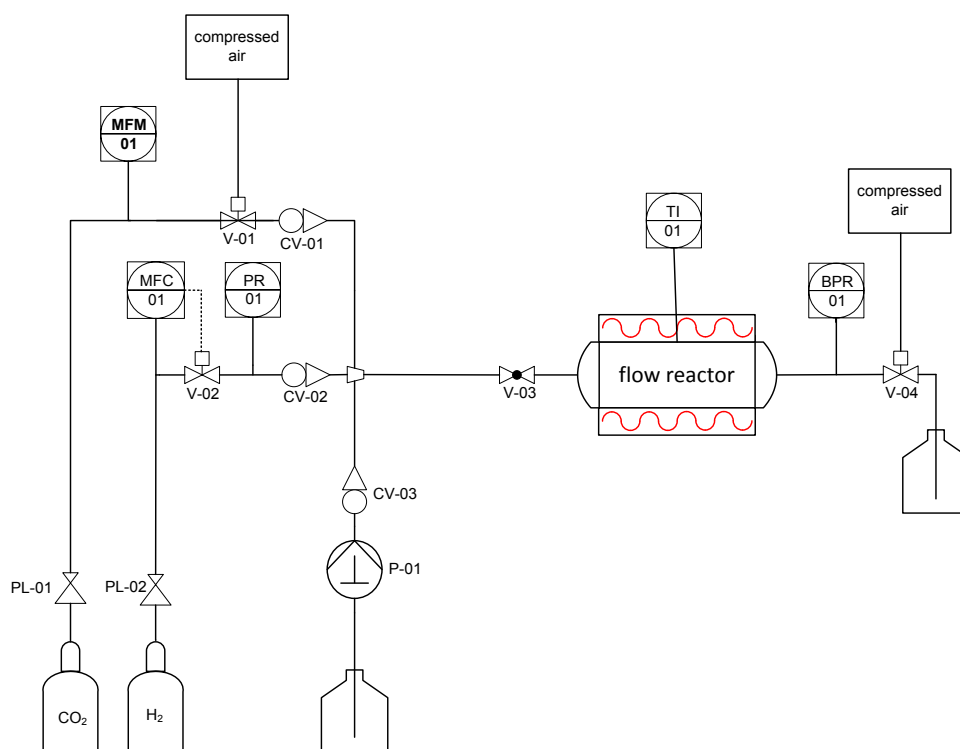 compressed
air
MFM
01
V-01
CV-01
MFC
01
PR
01
V-02
CV-02
TI
01
compressed
air
BPR
01
flow reactor
V-03
V-04
CV-03
P-01
PL-01
PL-02
CO₂
H₂